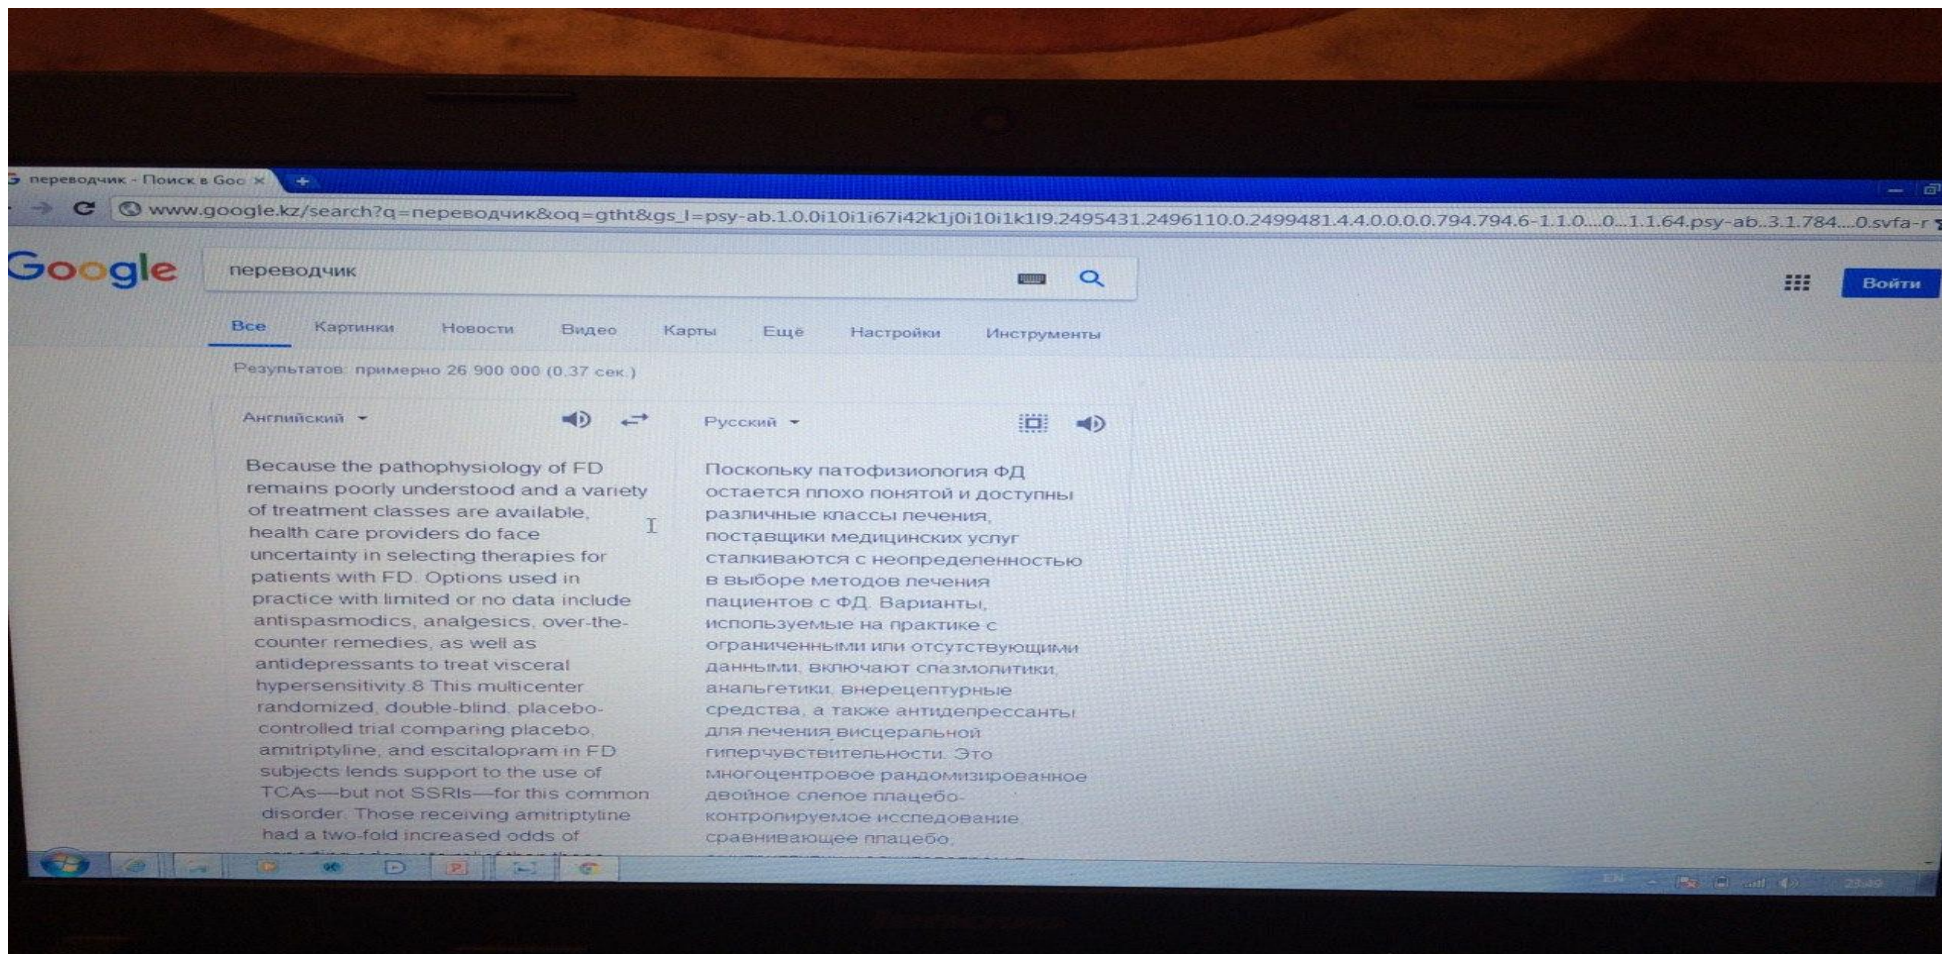 переводчик - Поиск в Goo
www.google.kz/search?q=переводчик&oq=gtht&gs_l=psy-ab.1.0.0i10i1i67i42k1j0i10i1k1l9.2495431.2496110.0.2499481.4.4.0.0.0.0.794.794.6-1.1.0....0...1.1.64.psy-ab..3.1.784....0.svfa-r
Google
переводчик
Войти
Все Картинки Новости Видео Карты Ещё Настройки Инструменты
Результатов: примерно 26 900 000 (0,37 сек.)
Английский
Because the pathophysiology of FD
remains poorly understood and a variety
of treatment classes are available,
health care providers do face
uncertainty in selecting therapies for
patients with FD. Options used in
practice with limited or no data include
antispasmodics, analgesics, over-the-
counter remedies, as well as
antidepressants to treat visceral
hypersensitivity.8 This multicenter
randomized, double-blind, placebo-
controlled trial comparing placebo,
amitriptyline, and escitalopram in FD
subjects lends support to the use of
TCAs—but not SSRIs—for this common
disorder. Those receiving amitriptyline
had a two-fold increased odds of
Русский
Поскольку патофизиология ФД
остается плохо понятой и доступны
различные классы лечения,
поставщики медицинских услуг
сталкиваются с неопределенностью
в выборе методов лечения
пациентов с ФД. Варианты,
используемые на практике с
ограниченными или отсутствующими
данными, включают спазмолитики,
анальгетики, внерецептурные
средства, а также антидепрессанты
для лечения висцеральной
гиперчувствительности. Это
многоцентровое рандомизированное
двойное слепое плацебо-
контролируемое исследование,
сравнивающее плацебо,
EN
23:49